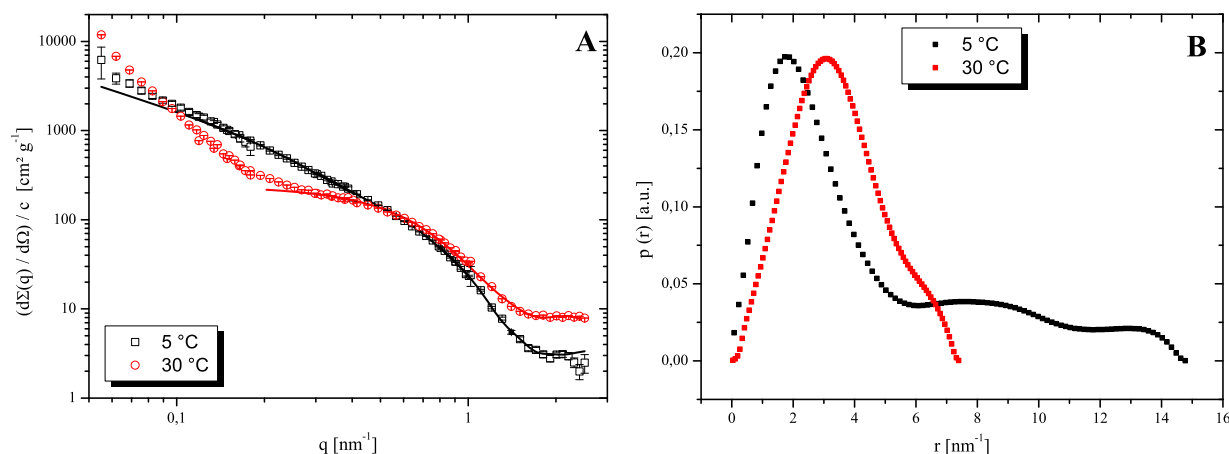 A
10000
1000
100
10
1
0,1
1
(dΣ(q) / dΩ) / c [cm² g⁻¹]
q [nm⁻¹]
5 °C
30 °C
B
0,20
0,15
0,10
0,05
0,00
0 2 4 6 8 10 12 14 16
p (r) [a.u.]
r [nm⁻¹]
5 °C
30 °C